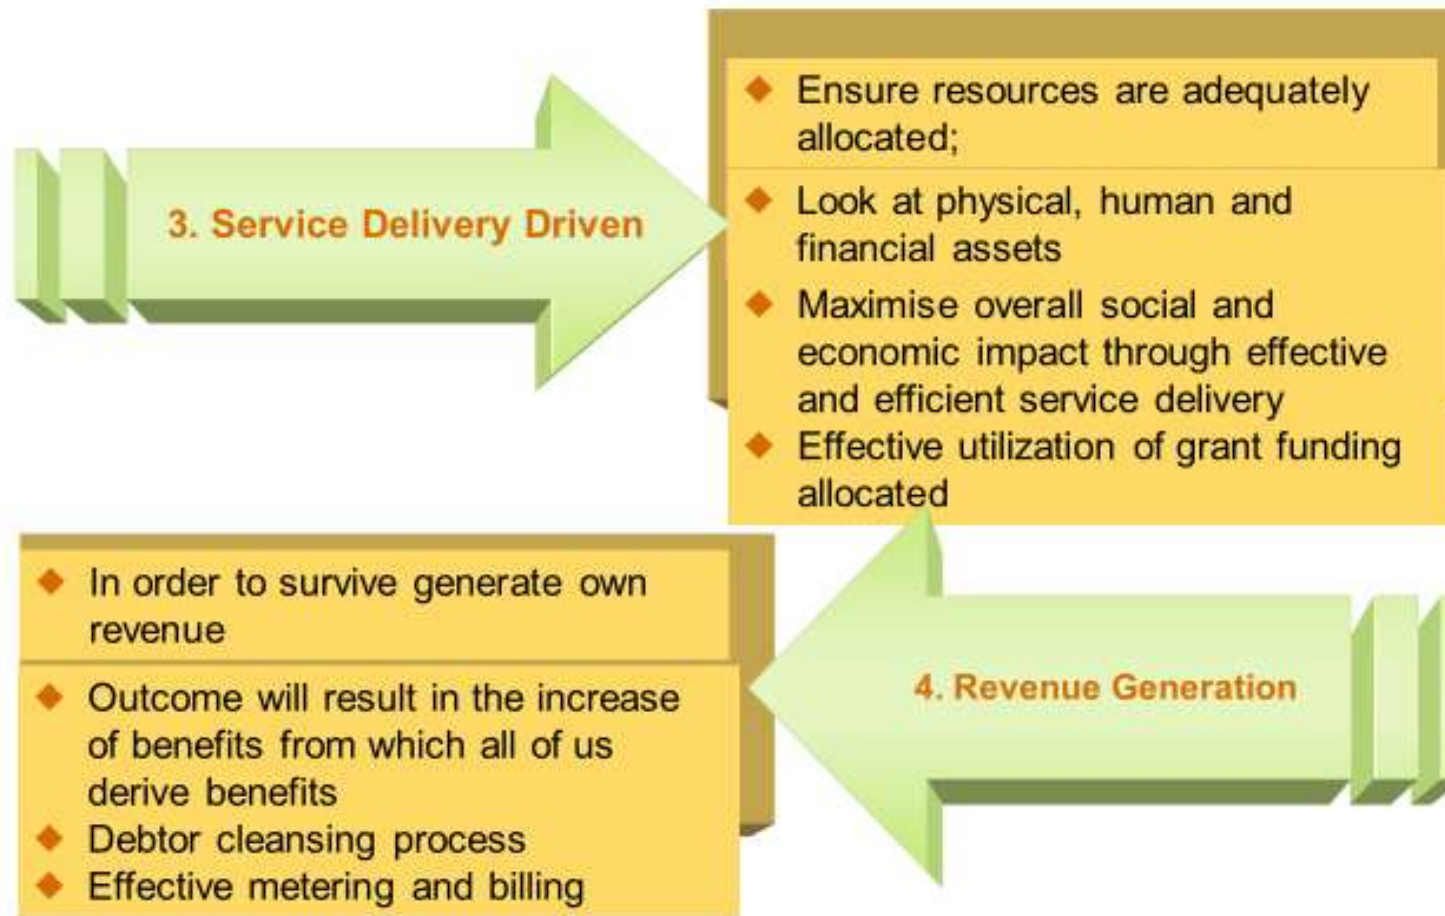 3. Service Delivery Driven
◆ Ensure resources are adequately
allocated;
◆ Look at physical, human and
financial assets
◆ Maximise overall social and
economic impact through effective
and efficient service delivery
◆ Effective utilization of grant funding
allocated
◆ In order to survive generate own
revenue
◆ Outcome will result in the increase
of benefits from which all of us
derive benefits
◆ Debtor cleansing process
◆ Effective metering and billing
4. Revenue Generation